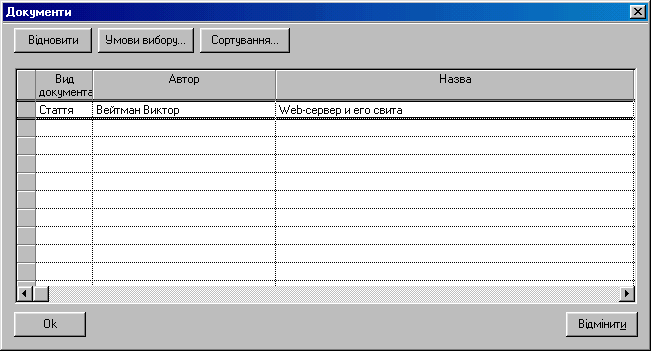 Документи
Відновити Умови вибору... Сортування...
Вид документа Автор Назва
Стаття Вейтман Виктор Web-сервер и его свита
Ok Відмінити